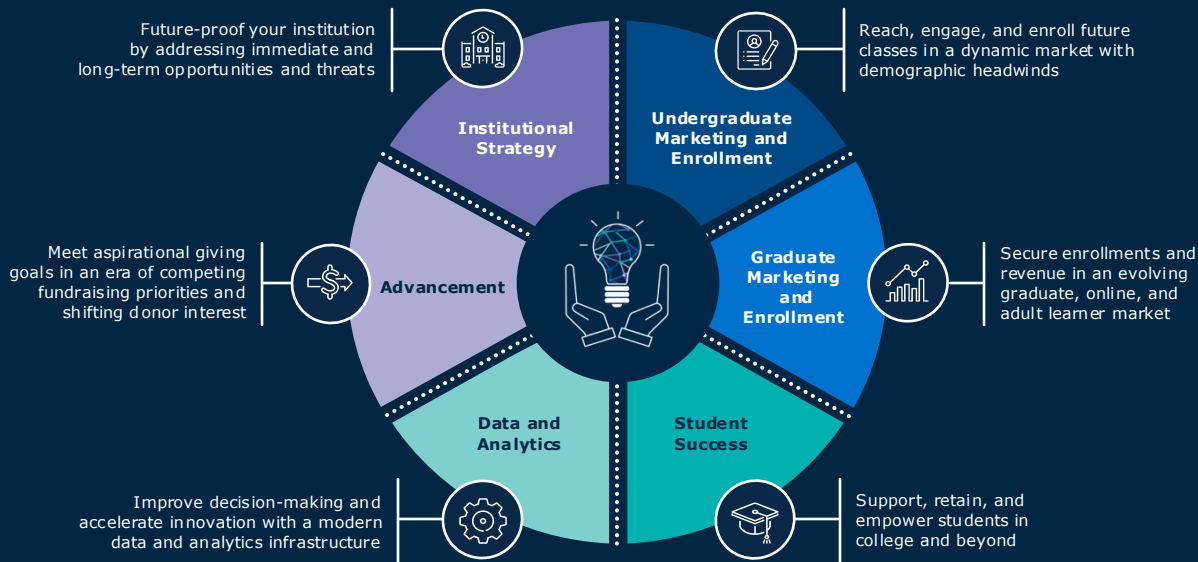 Future-proof your institution
by addressing immediate and
long-term opportunities and threats
Institutional
Strategy
Undergraduate
Marketing and
Enrollment
Reach, engage, and enroll future
classes in a dynamic market with
demographic headwinds
Meet aspirational giving
goals in an era of competing
fundraising priorities and
shifting donor interest
Advancement
Graduate
Marketing
and
Enrollment
Secure enrollments and
revenue in an evolving
graduate, online, and
adult learner market
Data and
Analytics
Student
Success
Improve decision-making and
accelerate innovation with a modern
data and analytics infrastructure
Support, retain, and
empower students in
college and beyond